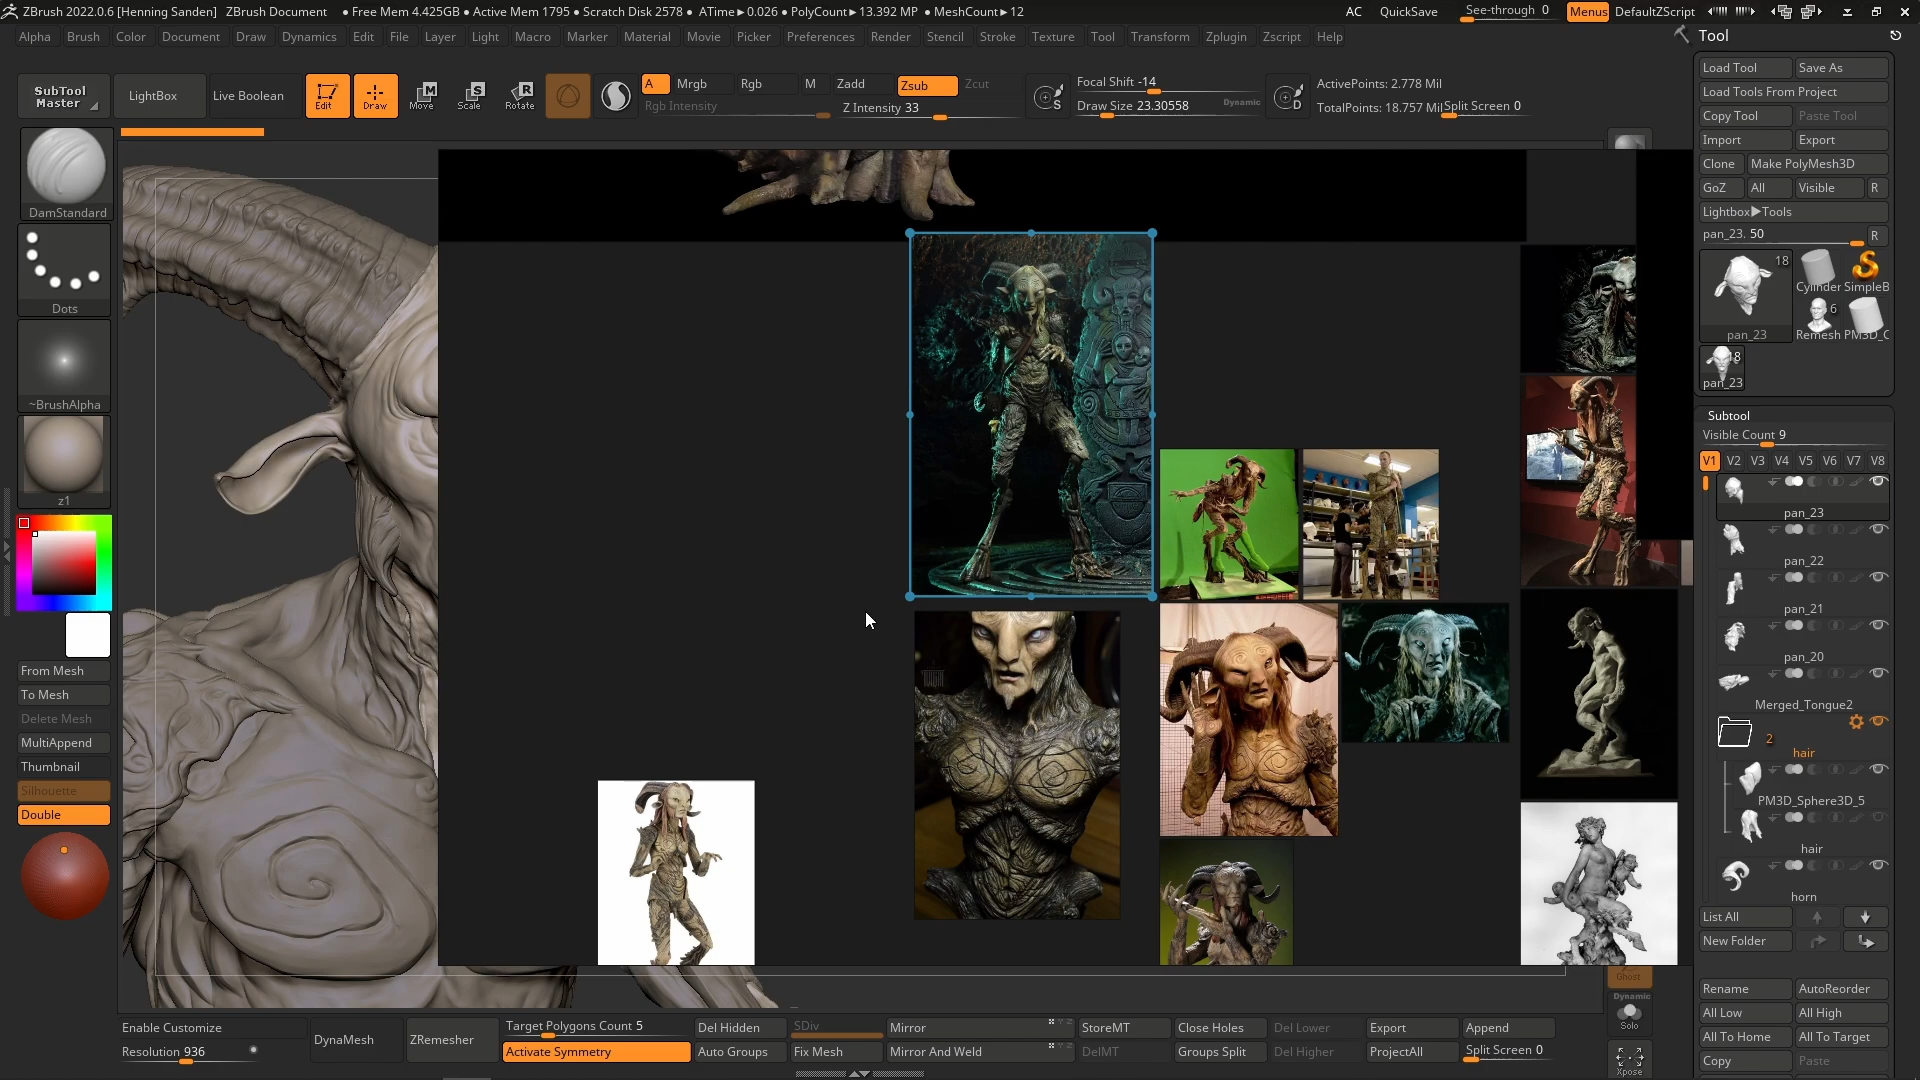 ZBrush 2022.0.6 [Henning Sanden] ZBrush Document • Free Mem 4.425GB • Active Mem 1795 • Scratch Disk 2578 • ATime▸0.026 • PolyCount▸13.392 MP • MeshCount▸12 AC QuickSave See-through 0 Menus DefaultZScript
Alpha Brush Color Document Draw Dynamics Edit File Layer Light Macro Marker Material Movie Picker Preferences Render Stencil Stroke Texture Tool Transform Zplugin Zscript Help
Tool
SubTool Master
LightBox
Live Boolean
Edit
Draw
Move
Scale
Rotate
A Mrgb Rgb M Zadd Zsub Zcut
Rgb Intensity
Z Intensity 33
S
Focal Shift -14
Draw Size 23.30558
Dynamic
D
ActivePoints: 2.778 Mil
TotalPoints: 18.757 Mil
Split Screen 0
DamStandard
Dots
~BrushAlpha
z1
From Mesh
To Mesh
Delete Mesh
MultiAppend
Thumbnail
Silhouette
Double
Load Tool Save As
Load Tools From Project
Copy Tool Paste Tool
Import Export
Clone Make PolyMesh3D
GoZ All Visible R
Lightbox▸Tools
pan_23. 50 R
18
Cylinder SimpleB
6
pan_23 Remesh PM3D_C
18
pan_23
Subtool
Visible Count 9
V1 V2 V3 V4 V5 V6 V7 V8
pan_23
pan_22
pan_21
pan_20
Merged_Tongue2
2
hair
PM3D_Sphere3D_5
hair
horn
List All
New Folder
Rename AutoReorder
All Low All High
All To Home All To Target
Copy Paste
Ghost
Dynamic
Solo
Xpose
Enable Customize
Resolution 936
DynaMesh
ZRemesher
Target Polygons Count 5
Activate Symmetry
Del Hidden
Auto Groups
SDiv
Fix Mesh
Mirror
Mirror And Weld
StoreMT
DelMT
Close Holes
Groups Split
Del Lower
Del Higher
Export
ProjectAll
Append
Split Screen 0